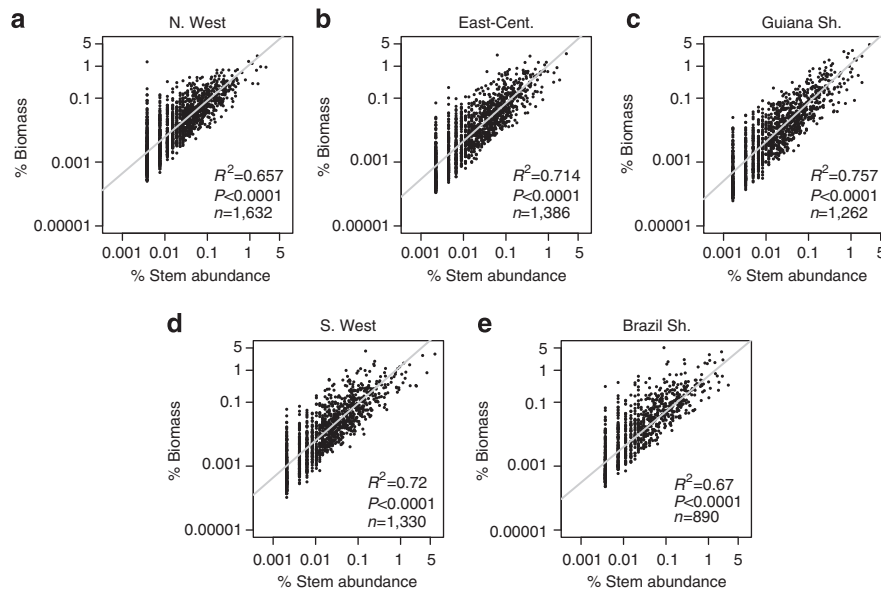 a
N. West
% Biomass
5
1
0.1
0.001
0.00001
R²=0.657
P<0.0001
n=1,632
0.001 0.01 0.1 1 5
% Stem abundance
b
East-Cent.
% Biomass
5
1
0.1
0.001
0.00001
R²=0.714
P<0.0001
n=1,386
0.001 0.01 0.1 1 5
% Stem abundance
c
Guiana Sh.
% Biomass
5
1
0.1
0.001
0.00001
R²=0.757
P<0.0001
n=1,262
0.001 0.01 0.1 1 5
% Stem abundance
d
S. West
% Biomass
5
1
0.1
0.001
0.00001
R²=0.72
P<0.0001
n=1,330
0.001 0.01 0.1 1 5
% Stem abundance
e
Brazil Sh.
% Biomass
5
1
0.1
0.001
0.00001
R²=0.67
P<0.0001
n=890
0.001 0.01 0.1 1 5
% Stem abundance